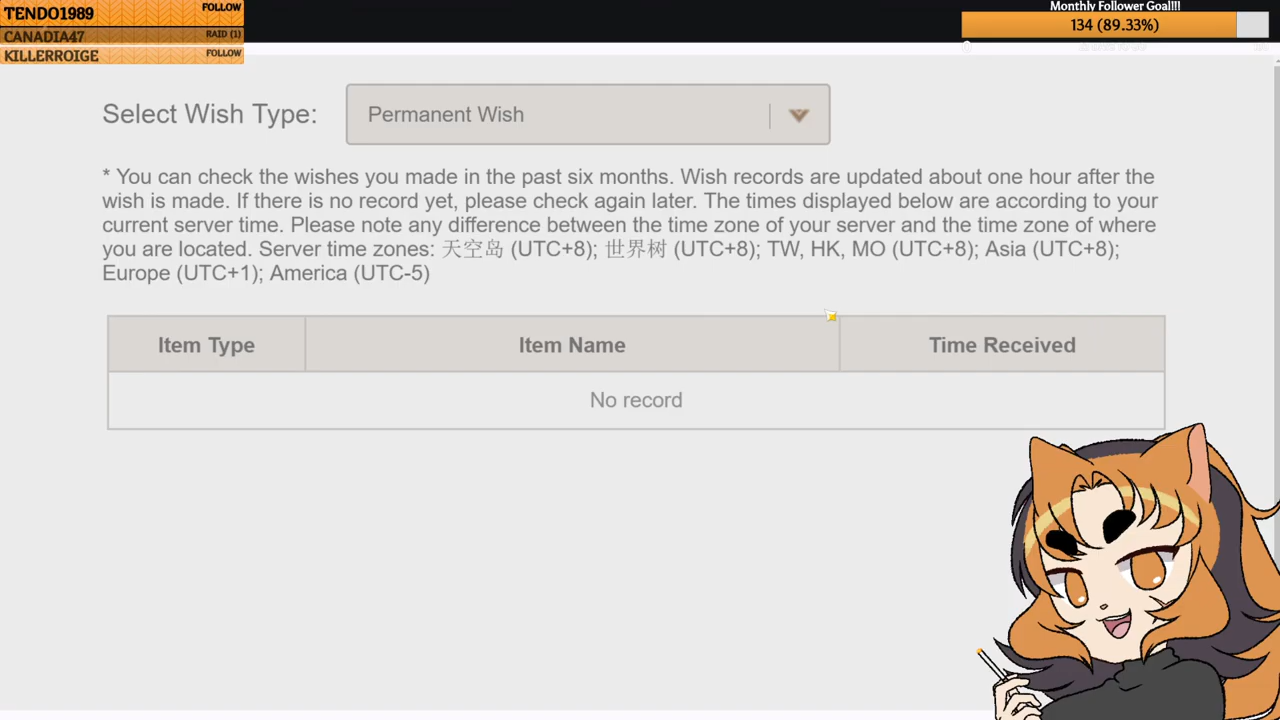 TENDO1989 FOLLOW
CANADIA47 RAID (1)
KILLERROIGE FOLLOW
Monthly Follower Goal!!!
134 (89.33%)
0
Select Wish Type: Permanent Wish
* You can check the wishes you made in the past six months. Wish records are updated about one hour after the
wish is made. If there is no record yet, please check again later. The times displayed below are according to your
current server time. Please note any difference between the time zone of your server and the time zone of where
you are located. Server time zones: 天空岛 (UTC+8); 世界树 (UTC+8); TW, HK, MO (UTC+8); Asia (UTC+8);
Europe (UTC+1); America (UTC-5)
Item Type Item Name Time Received
No record